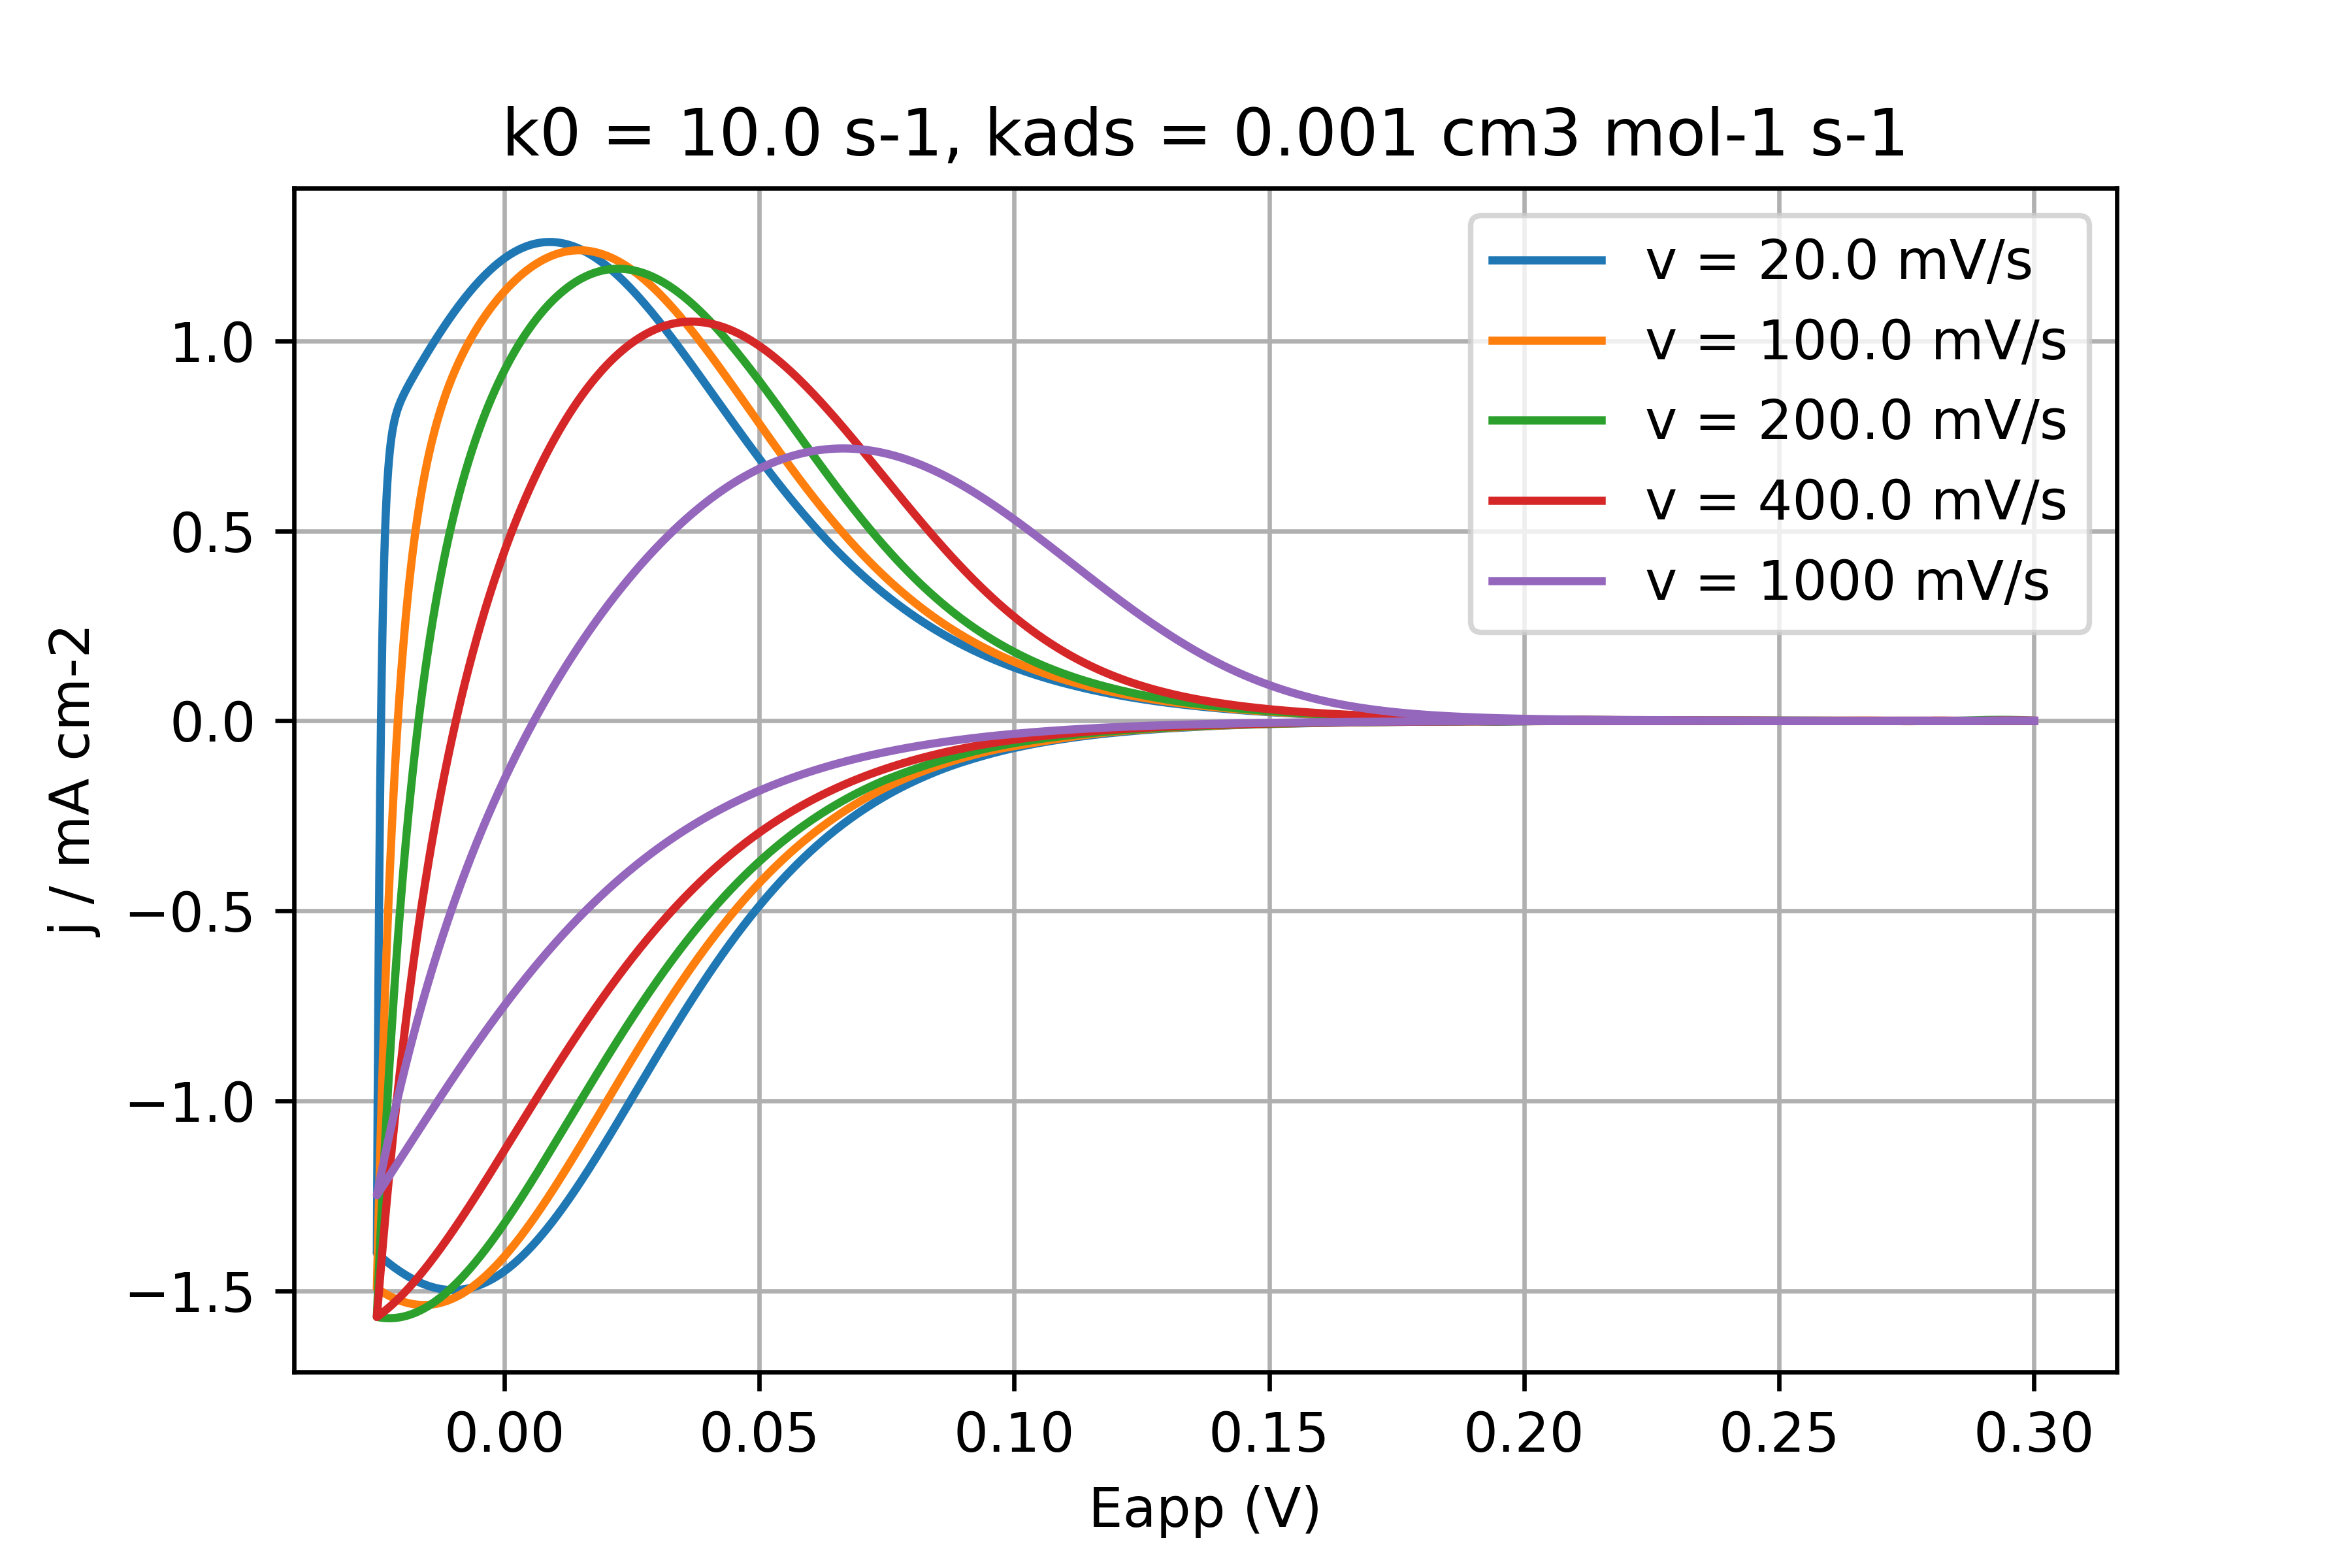 k0 = 10.0 s-1, kads = 0.001 cm3 mol-1 s-1
v = 20.0 mV/s
v = 100.0 mV/s
v = 200.0 mV/s
v = 400.0 mV/s
v = 1000 mV/s
j / mA cm-2
1.0
0.5
0.0
−0.5
−1.0
−1.5
0.00 0.05 0.10 0.15 0.20 0.25 0.30
Eapp (V)